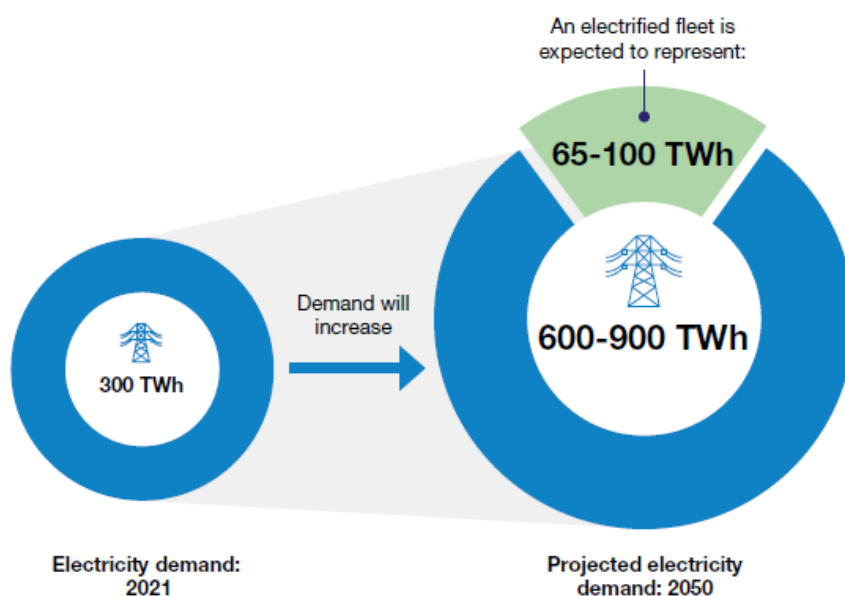 An electrified fleet is
expected to represent:
65-100 TWh
Demand will
increase
300 TWh
600-900 TWh
Electricity demand:
2021
Projected electricity
demand: 2050